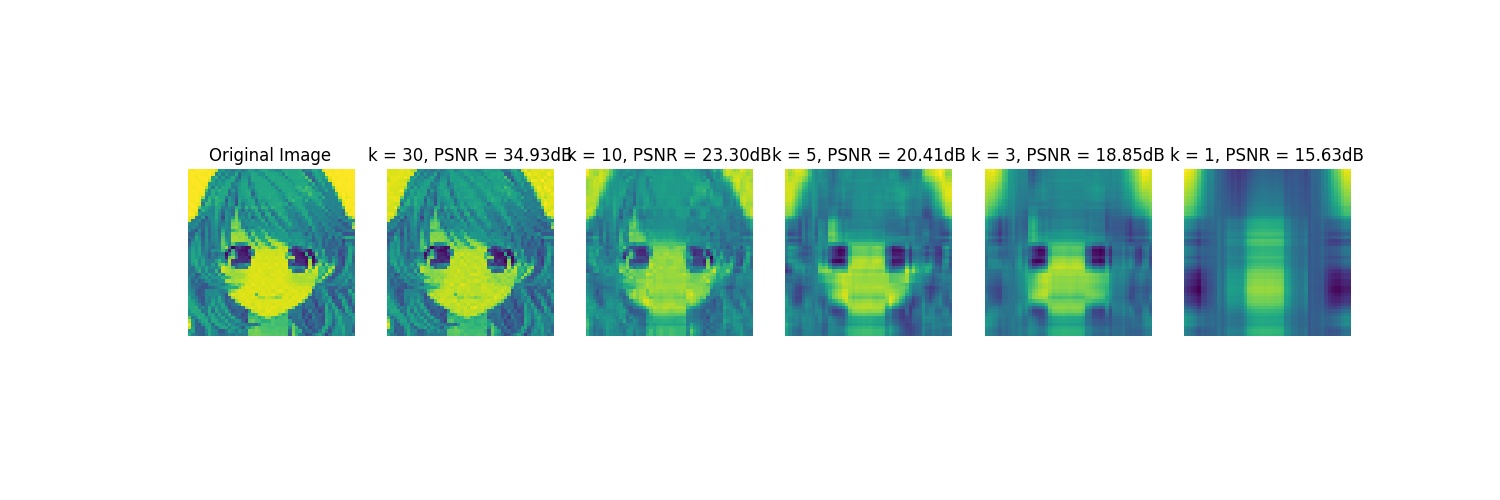 Original Image
k = 30, PSNR = 34.93dB
k = 10, PSNR = 23.30dB
k = 5, PSNR = 20.41dB
k = 3, PSNR = 18.85dB
k = 1, PSNR = 15.63dB